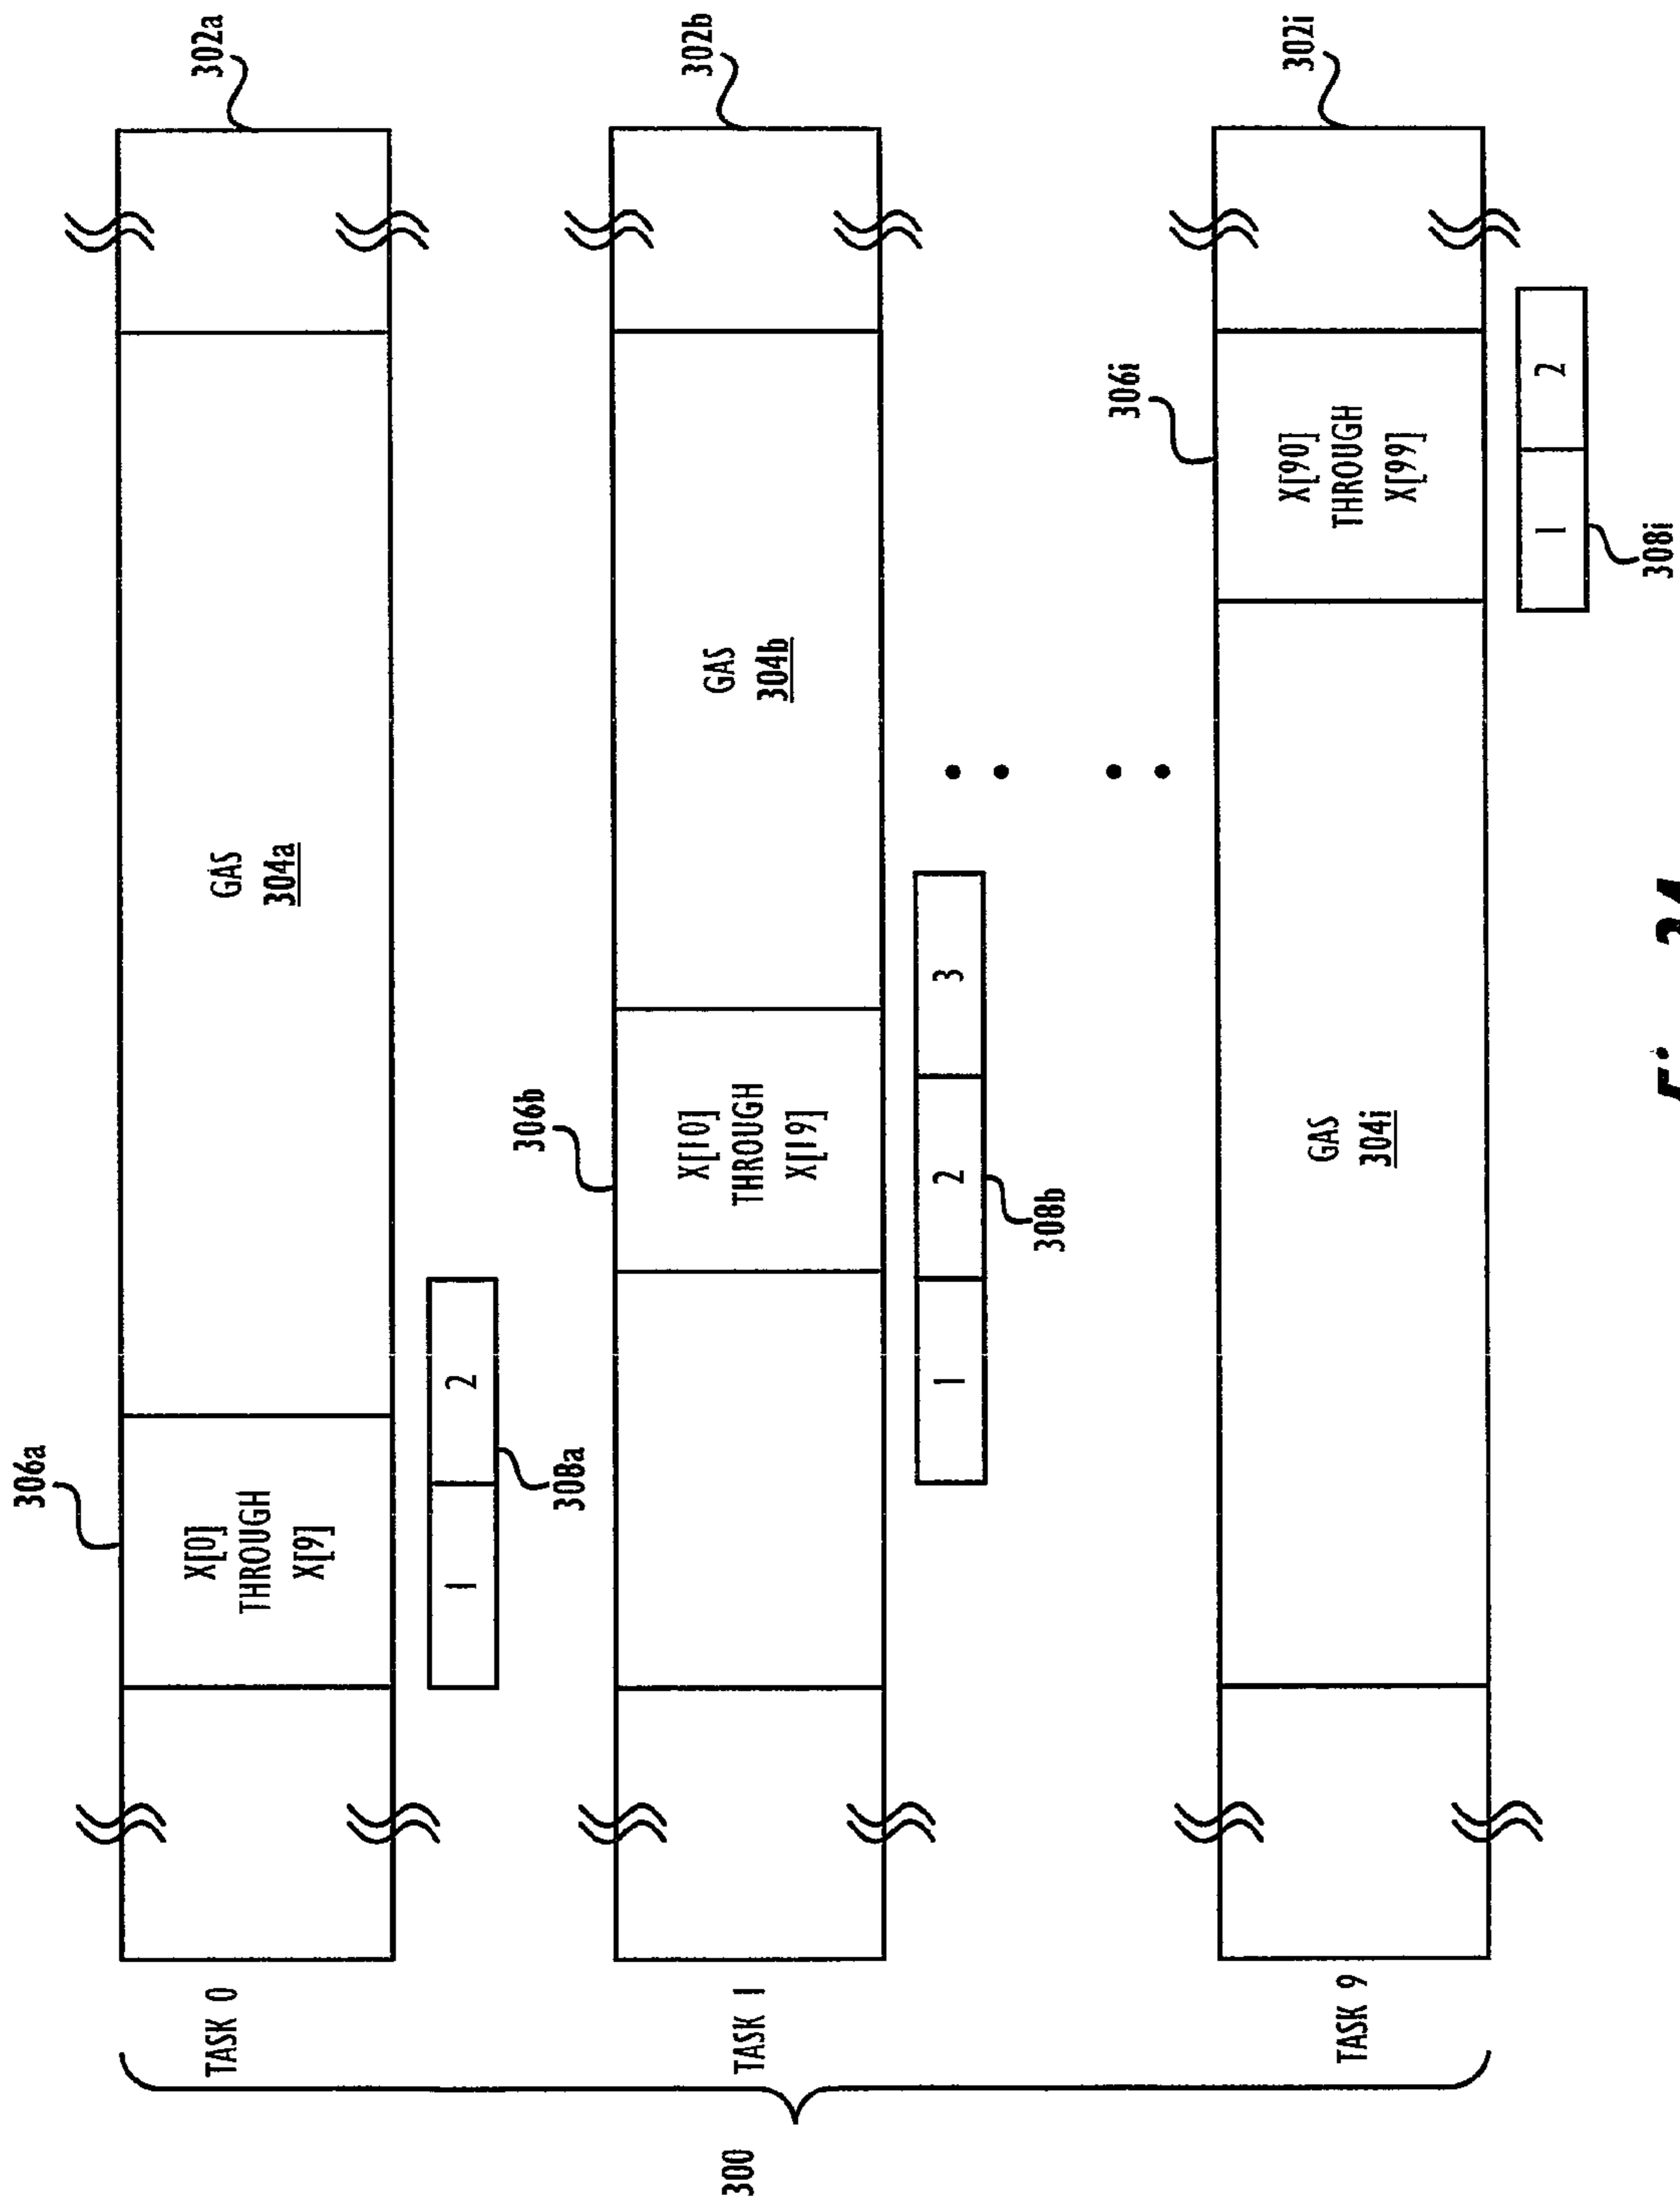 306a
302a
TASK 0
X[0]
THROUGH
X[9]
GAS
304a
1
2
308a
306b
302b
300
TASK 1
X[10]
THROUGH
X[19]
GAS
304b
1
2
3
308b
306i
302i
TASK 9
GAS
304i
X[90]
THROUGH
X[99]
1
2
308i